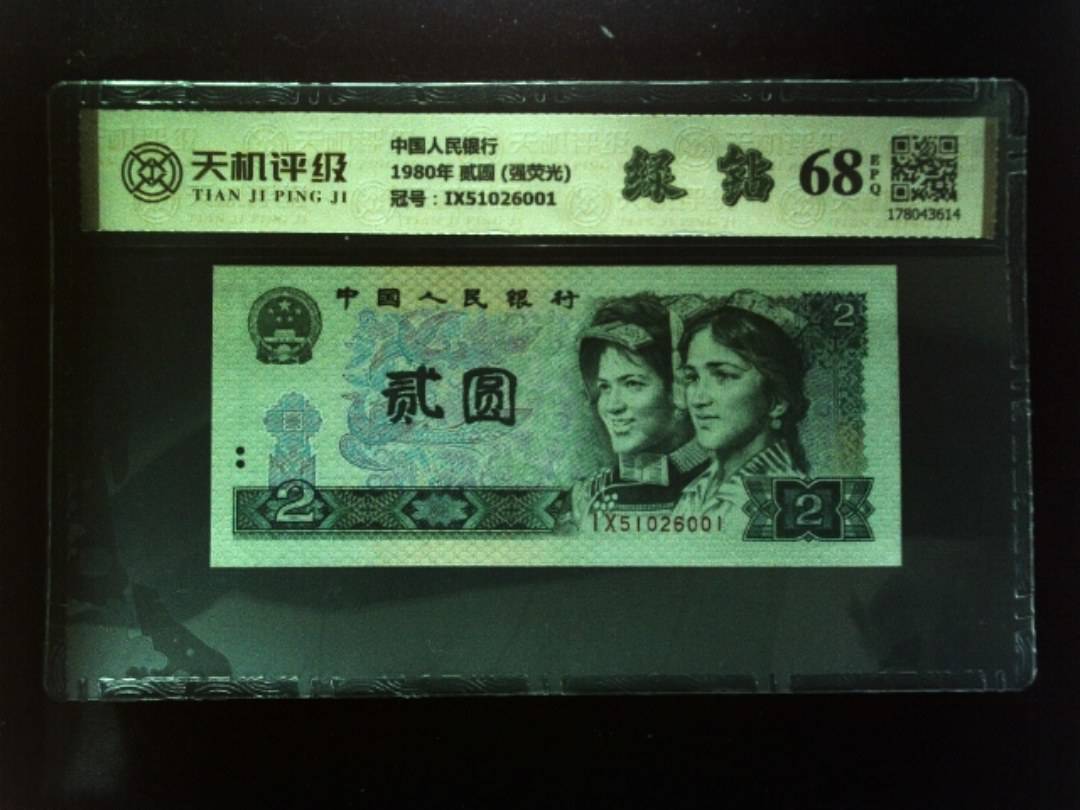 天机评级
TIAN JI PING JI
中国人民银行
1980年 贰圆 (强荧光)
冠号：IX51026001
绿钻
68
EPQ
178043614
中国人民银行
2
贰圆
2
IX51026001
2